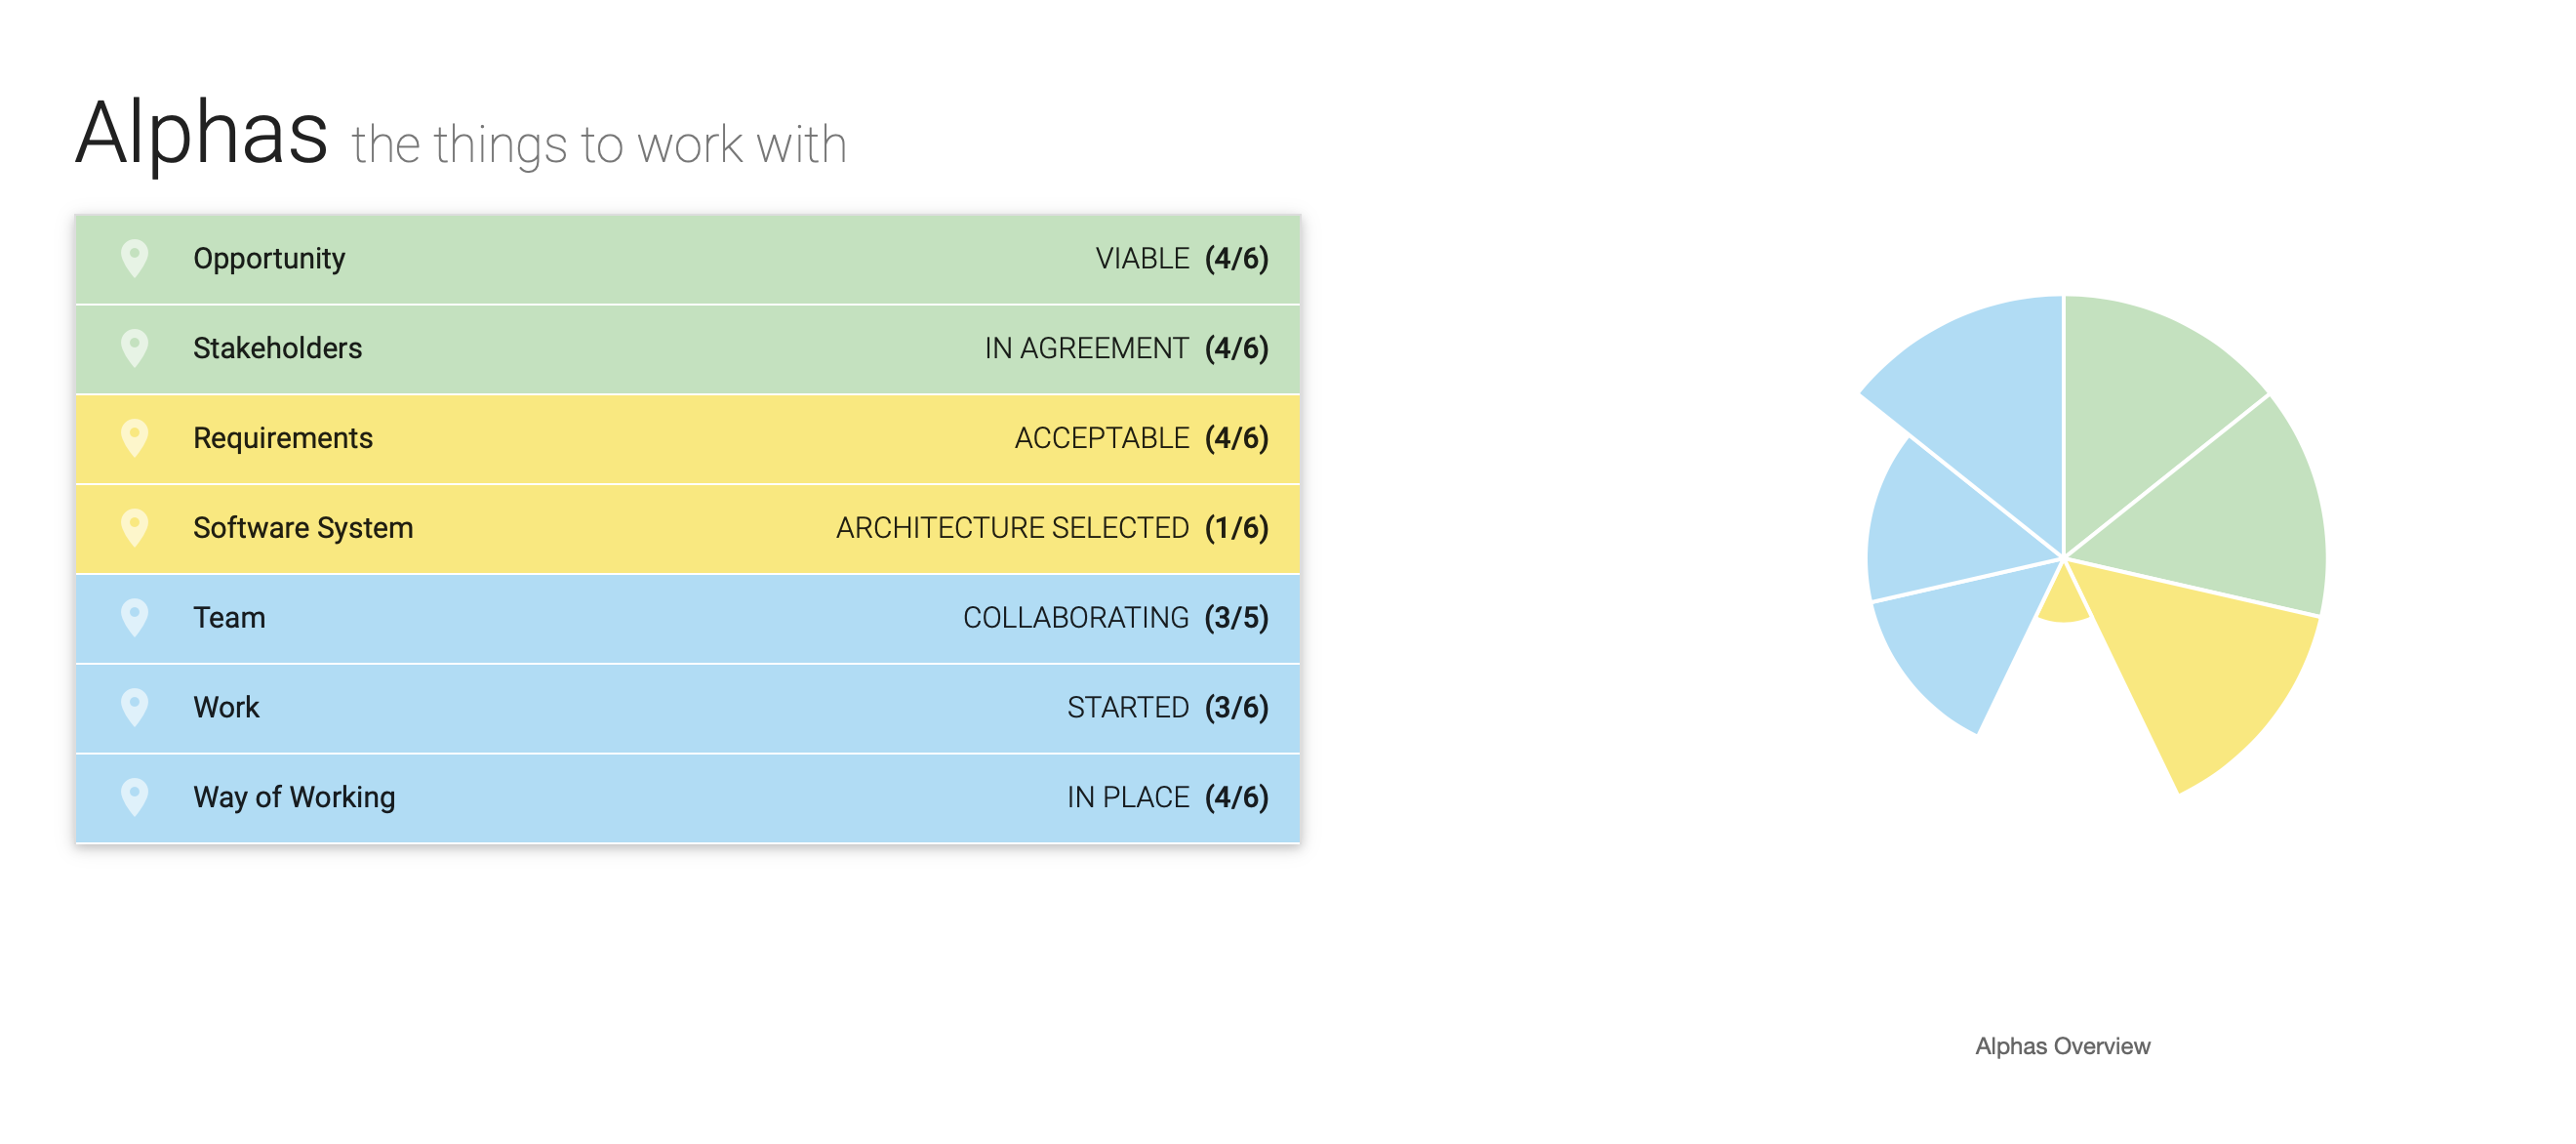 Alphas the things to work with
Opportunity VIABLE (4/6)
Stakeholders IN AGREEMENT (4/6)
Requirements ACCEPTABLE (4/6)
Software System ARCHITECTURE SELECTED (1/6)
Team COLLABORATING (3/5)
Work STARTED (3/6)
Way of Working IN PLACE (4/6)
Alphas Overview